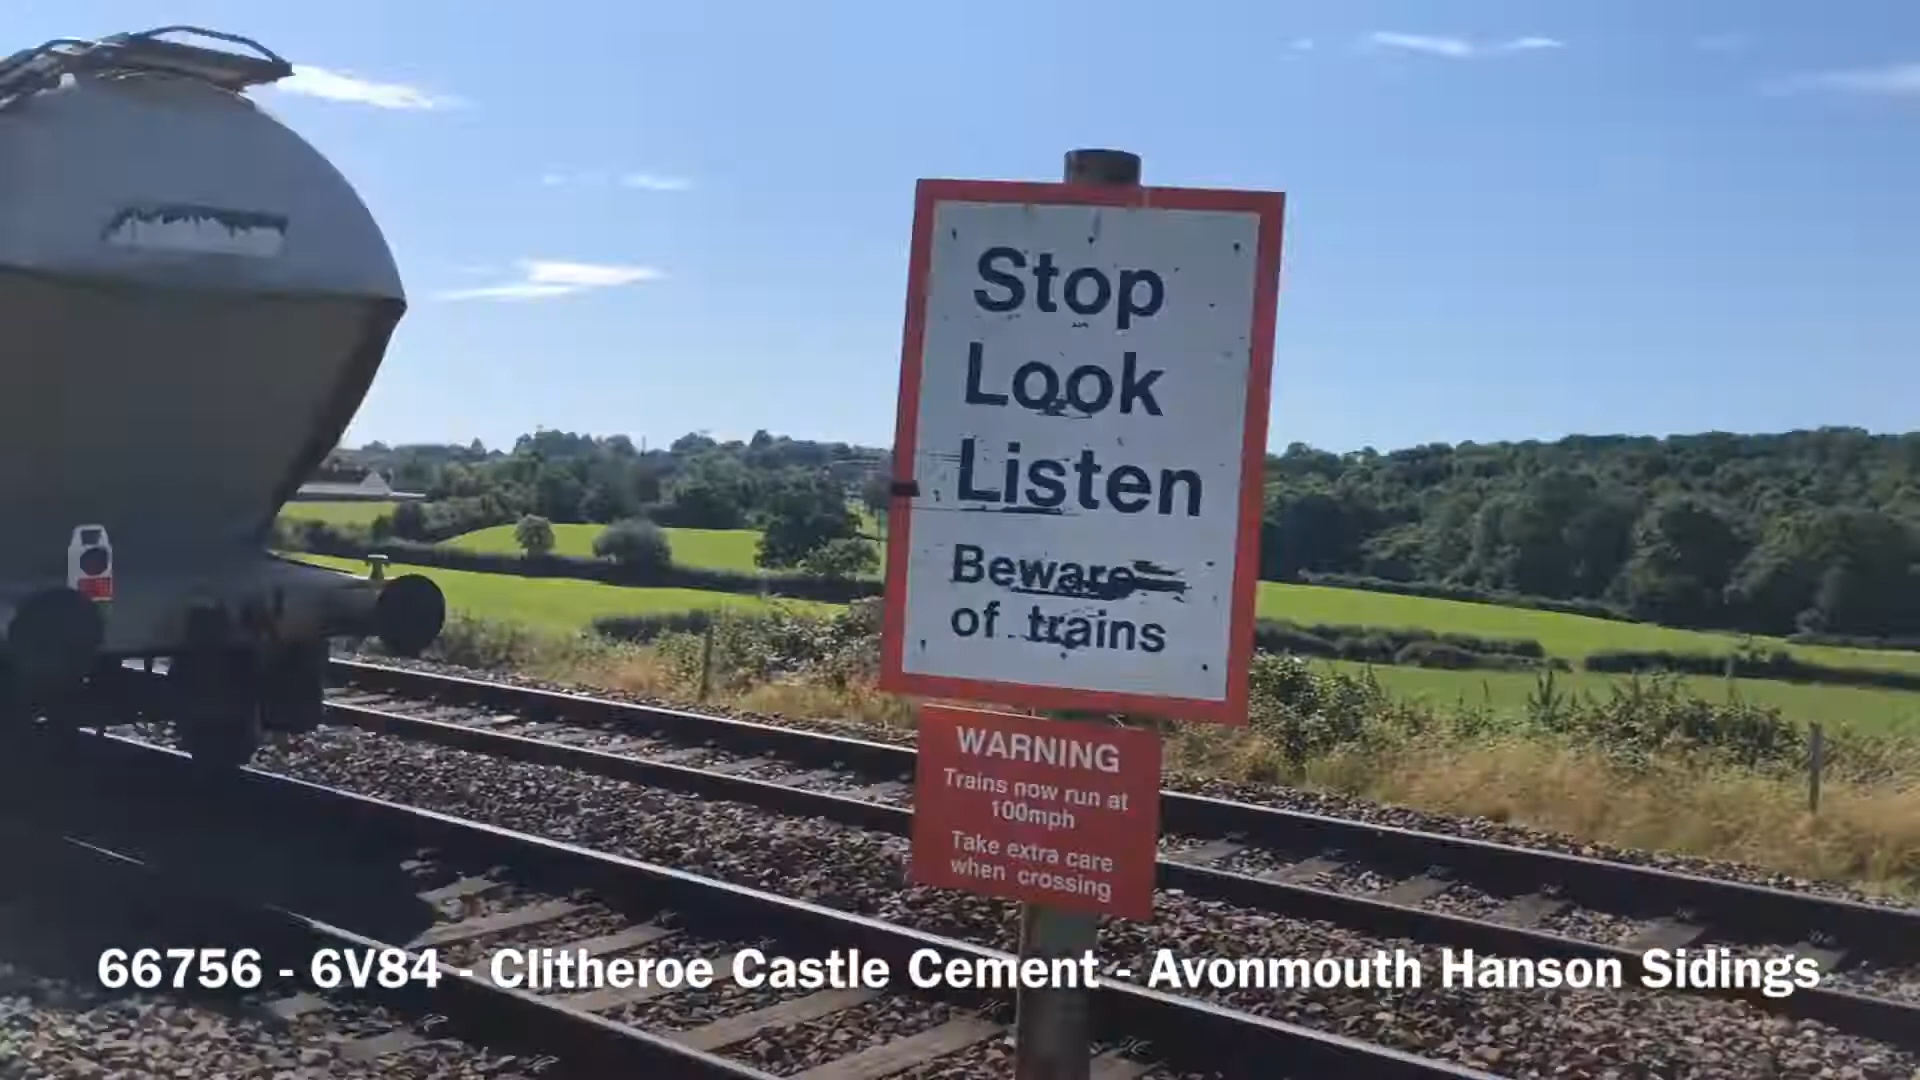 Stop
Look
Listen
Beware
of trains
WARNING
Trains now run at
100mph
Take extra care
when crossing
66756 - 6V84 - Clitheroe Castle Cement - Avonmouth Hanson Sidings